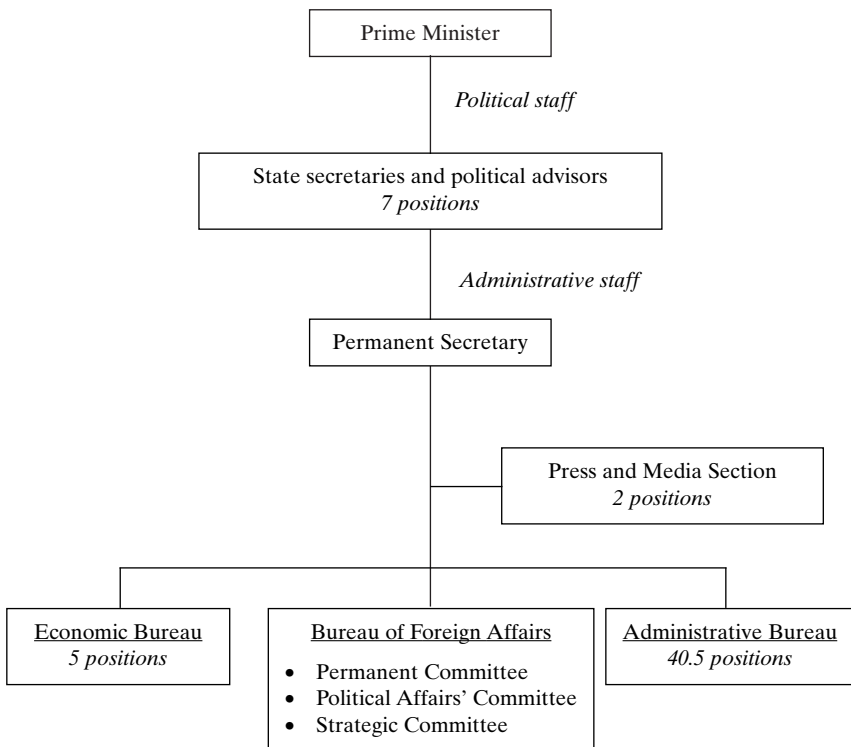 Prime Minister
Political staff
State secretaries and political advisors
7 positions
Administrative staff
Permanent Secretary
Press and Media Section
2 positions
Economic Bureau
5 positions
Bureau of Foreign Affairs
• Permanent Committee
• Political Affairs’ Committee
• Strategic Committee
Administrative Bureau
40.5 positions